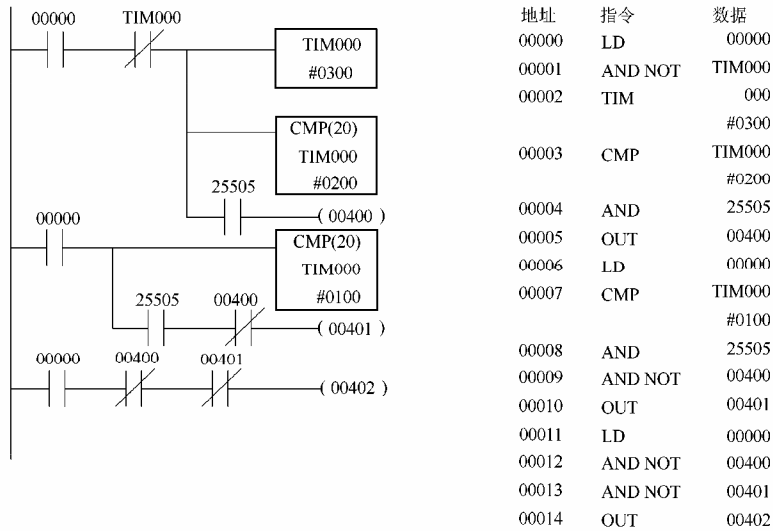 00000 TIM000
TIM000
#0300
CMP(20)
TIM000
#0200
25505
00400
00000
CMP(20)
TIM000
#0100
25505 00400
00401
00000 00400 00401
00402
地址 指令 数据
00000 LD 00000
00001 AND NOT TIM000
00002 TIM 000
#0300
00003 CMP TIM000
#0200
00004 AND 25505
00005 OUT 00400
00006 LD 00000
00007 CMP TIM000
#0100
00008 AND 25505
00009 AND NOT 00400
00010 OUT 00401
00011 LD 00000
00012 AND NOT 00400
00013 AND NOT 00401
00014 OUT 00402